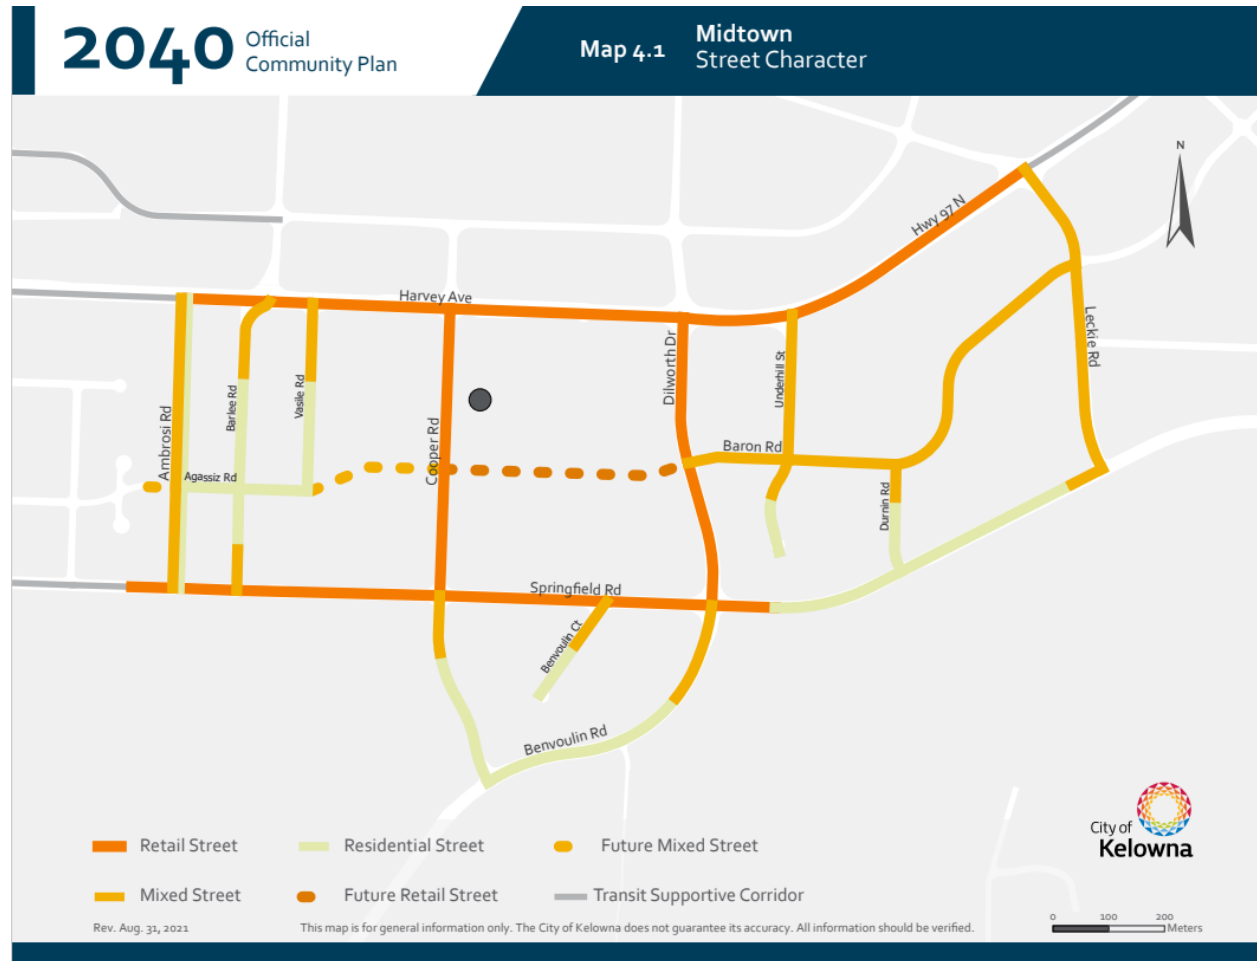 2040 Official
Community Plan
Map 4.1
Midtown
Street Character
N
Hwy 97 N
Harvey Ave
Leckie Rd
Dilworth Dr
Underhill St
Vasile Rd
Barlee Rd
Ambrosi Rd
Cooper Rd
Baron Rd
Agassiz Rd
Durnin Rd
Springfield Rd
Benvoulin Ct
Benvoulin Rd
Retail Street
Residential Street
Future Mixed Street
Mixed Street
Future Retail Street
Transit Supportive Corridor
City of
Kelowna
Rev. Aug. 31, 2021
This map is for general information only. The City of Kelowna does not guarantee its accuracy. All information should be verified.
0 100 200
Meters